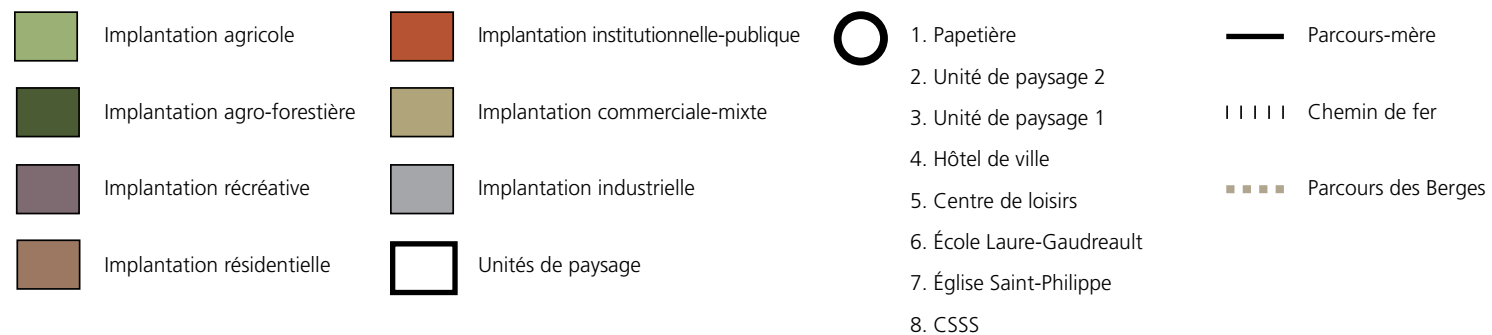 Implantation agricole
Implantation agro-forestière
Implantation récréative
Implantation résidentielle
Implantation institutionnelle-publique
Implantation commerciale-mixte
Implantation industrielle
Unités de paysage
1. Papetière
2. Unité de paysage 2
3. Unité de paysage 1
4. Hôtel de ville
5. Centre de loisirs
6. École Laure-Gaudreault
7. Église Saint-Philippe
8. CSSS
Parcours-mère
Chemin de fer
Parcours des Berges